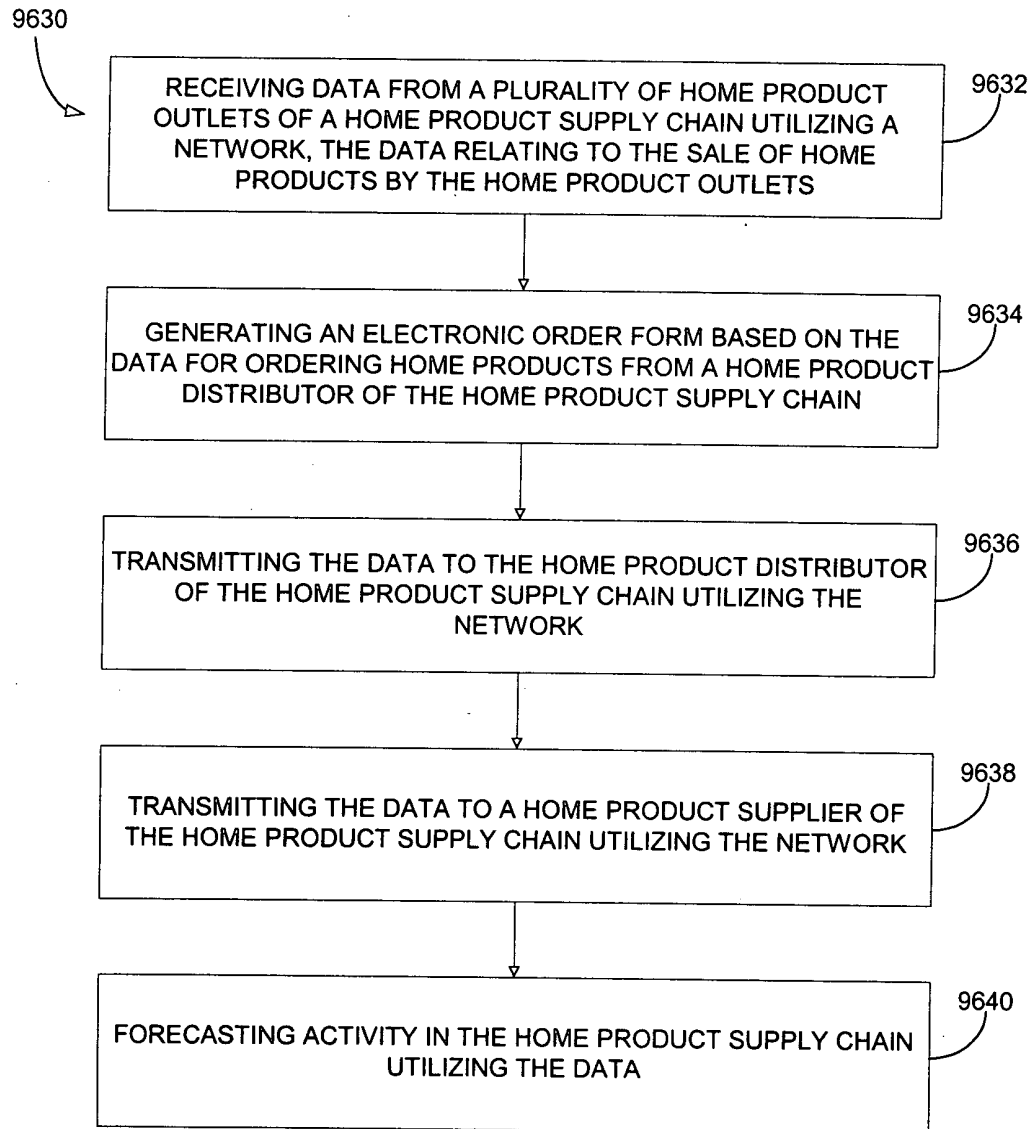 9630
RECEIVING DATA FROM A PLURALITY OF HOME PRODUCT
OUTLETS OF A HOME PRODUCT SUPPLY CHAIN UTILIZING A
NETWORK, THE DATA RELATING TO THE SALE OF HOME
PRODUCTS BY THE HOME PRODUCT OUTLETS
9632
GENERATING AN ELECTRONIC ORDER FORM BASED ON THE
DATA FOR ORDERING HOME PRODUCTS FROM A HOME PRODUCT
DISTRIBUTOR OF THE HOME PRODUCT SUPPLY CHAIN
9634
TRANSMITTING THE DATA TO THE HOME PRODUCT DISTRIBUTOR
OF THE HOME PRODUCT SUPPLY CHAIN UTILIZING THE
NETWORK
9636
TRANSMITTING THE DATA TO A HOME PRODUCT SUPPLIER OF
THE HOME PRODUCT SUPPLY CHAIN UTILIZING THE NETWORK
9638
FORECASTING ACTIVITY IN THE HOME PRODUCT SUPPLY CHAIN
UTILIZING THE DATA
9640